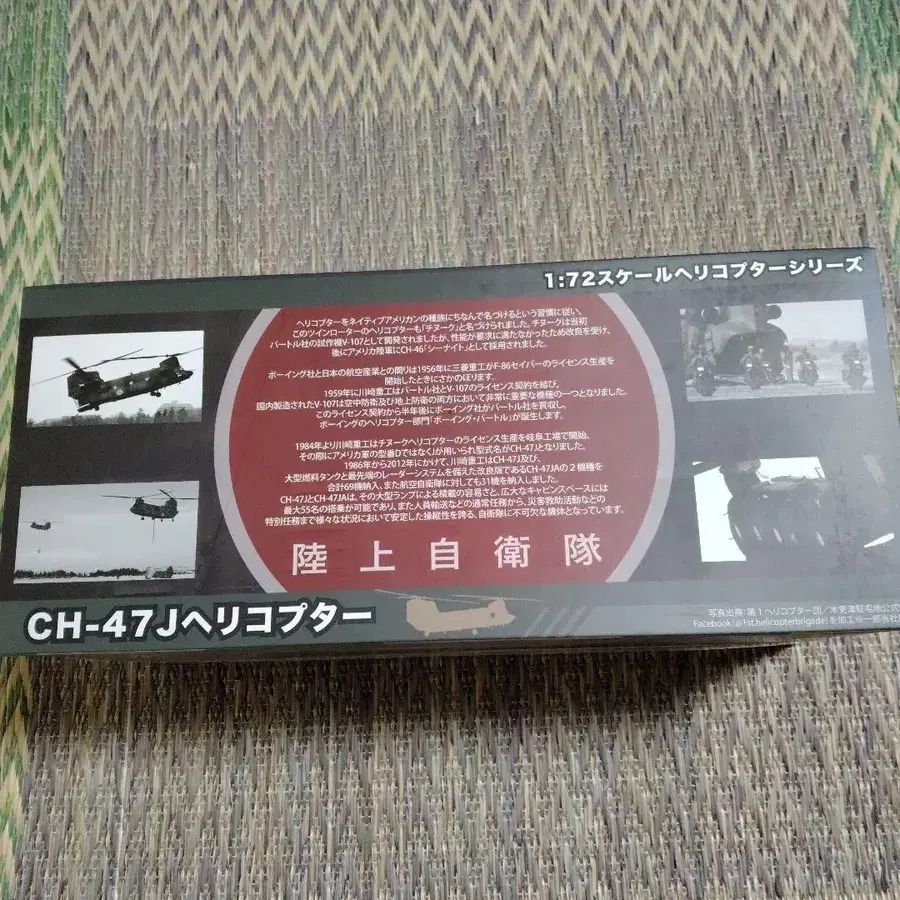 1:72スケールヘリコプターシリーズ
ヘリコプターをネイティブアメリカンの種族にちなんで名づけるという習慣に従い、
このツインローターのヘリコプターも「チヌーク」と名づけられました。チヌークは当初
バートル社の試作機V-107として開発されましたが、性能が要求に満たなかったため改良を受け、
後にアメリカ陸軍にCH-46「シーナイト」として採用されました。
ボーイング社と日本の航空産業との関りは1956年に三菱重工がF-86セイバーのライセンス生産を
開始したときにさかのぼります。
1959年に川崎重工はバートル社とV-107のライセンス契約を結び、
国内製造されたV-107は空中防衛及び地上防衛の両方において非常に重要な機種の一つとなりました。
このライセンス契約から半年後にボーイング社がバートル社を買収し、
ボーイングのヘリコプター部門「ボーイング・バートル」が誕生します。
1984年より川崎重工はチヌークヘリコプターのライセンス生産を岐阜工場で開始、
その際にアメリカ軍の型番DではなくJが用いられ型式名がCH-47Jとなりました。
1986年から2012年にかけて、川崎重工はCH-47J及び、
大型燃料タンクと最先端のレーダーシステムを備えた改良版であるCH-47JAの2機種を
合計69機納入、また航空自衛隊に対しても31機を納入しました。
CH-47JとCH-47JAは、その大型ランプによる積載の容易さと、広大なキャビンスペースには
最大55名の搭乗が可能であり、また人員輸送などの通常任務から、災害救助活動などの
特別任務まで様々な状況において安定した操縦性を誇る、自衛隊に不可欠な機体となっています。
陸上自衛隊
CH-47Jヘリコプター
写真出典:第1ヘリコプター団/木更津駐屯地公式
Facebook(@1st.helicopterbrigade)を加工※一部当社